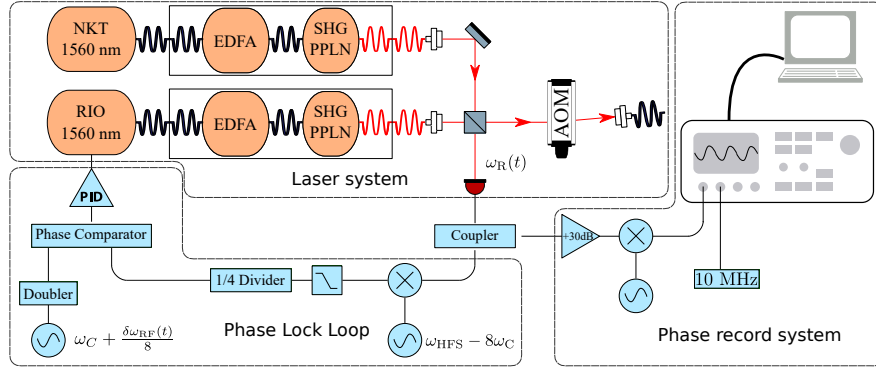 NKT
1560 nm
EDFA
SHG
PPLN
RIO
1560 nm
EDFA
SHG
PPLN
AOM
ω_R(t)
Laser system
PID
Phase Comparator
Coupler
+30dB
Doubler
1/4 Divider
10 MHz
Phase Lock Loop
Phase record system
ω_C + δω_RF(t)/8
ω_HFS − 8ω_C